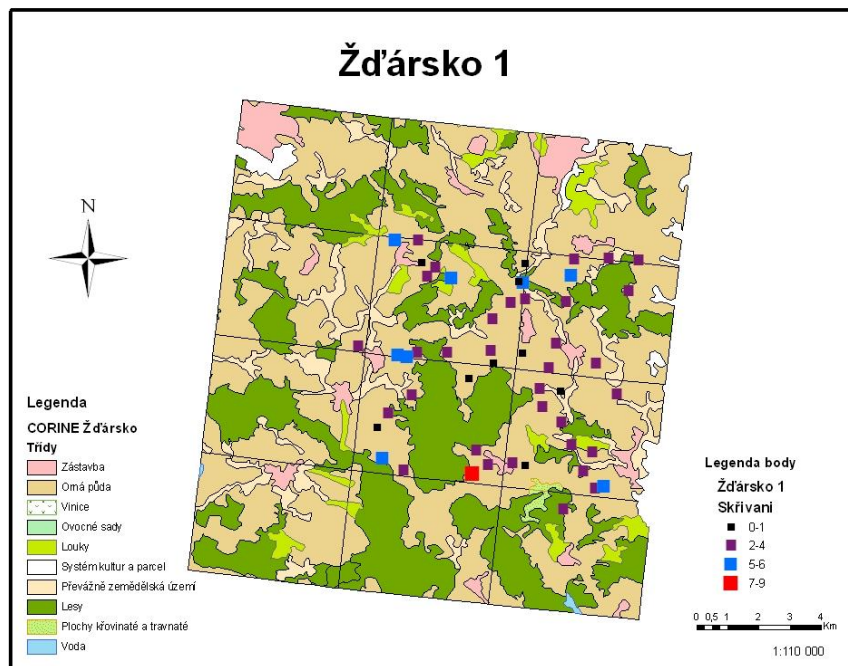 Žďársko 1
N
Legenda
CORINE Žďársko
Třídy
Zástavba
Orná půda
Vinice
Ovocné sady
Louky
Systém kultur a parcel
Převážně zemědělská území
Lesy
Plochy křovinaté a travnaté
Voda
Legenda body
Žďársko 1
Skřivani
0-1
2-4
5-6
7-9
0 0,5 1 2 3 4
Km
1:110 000